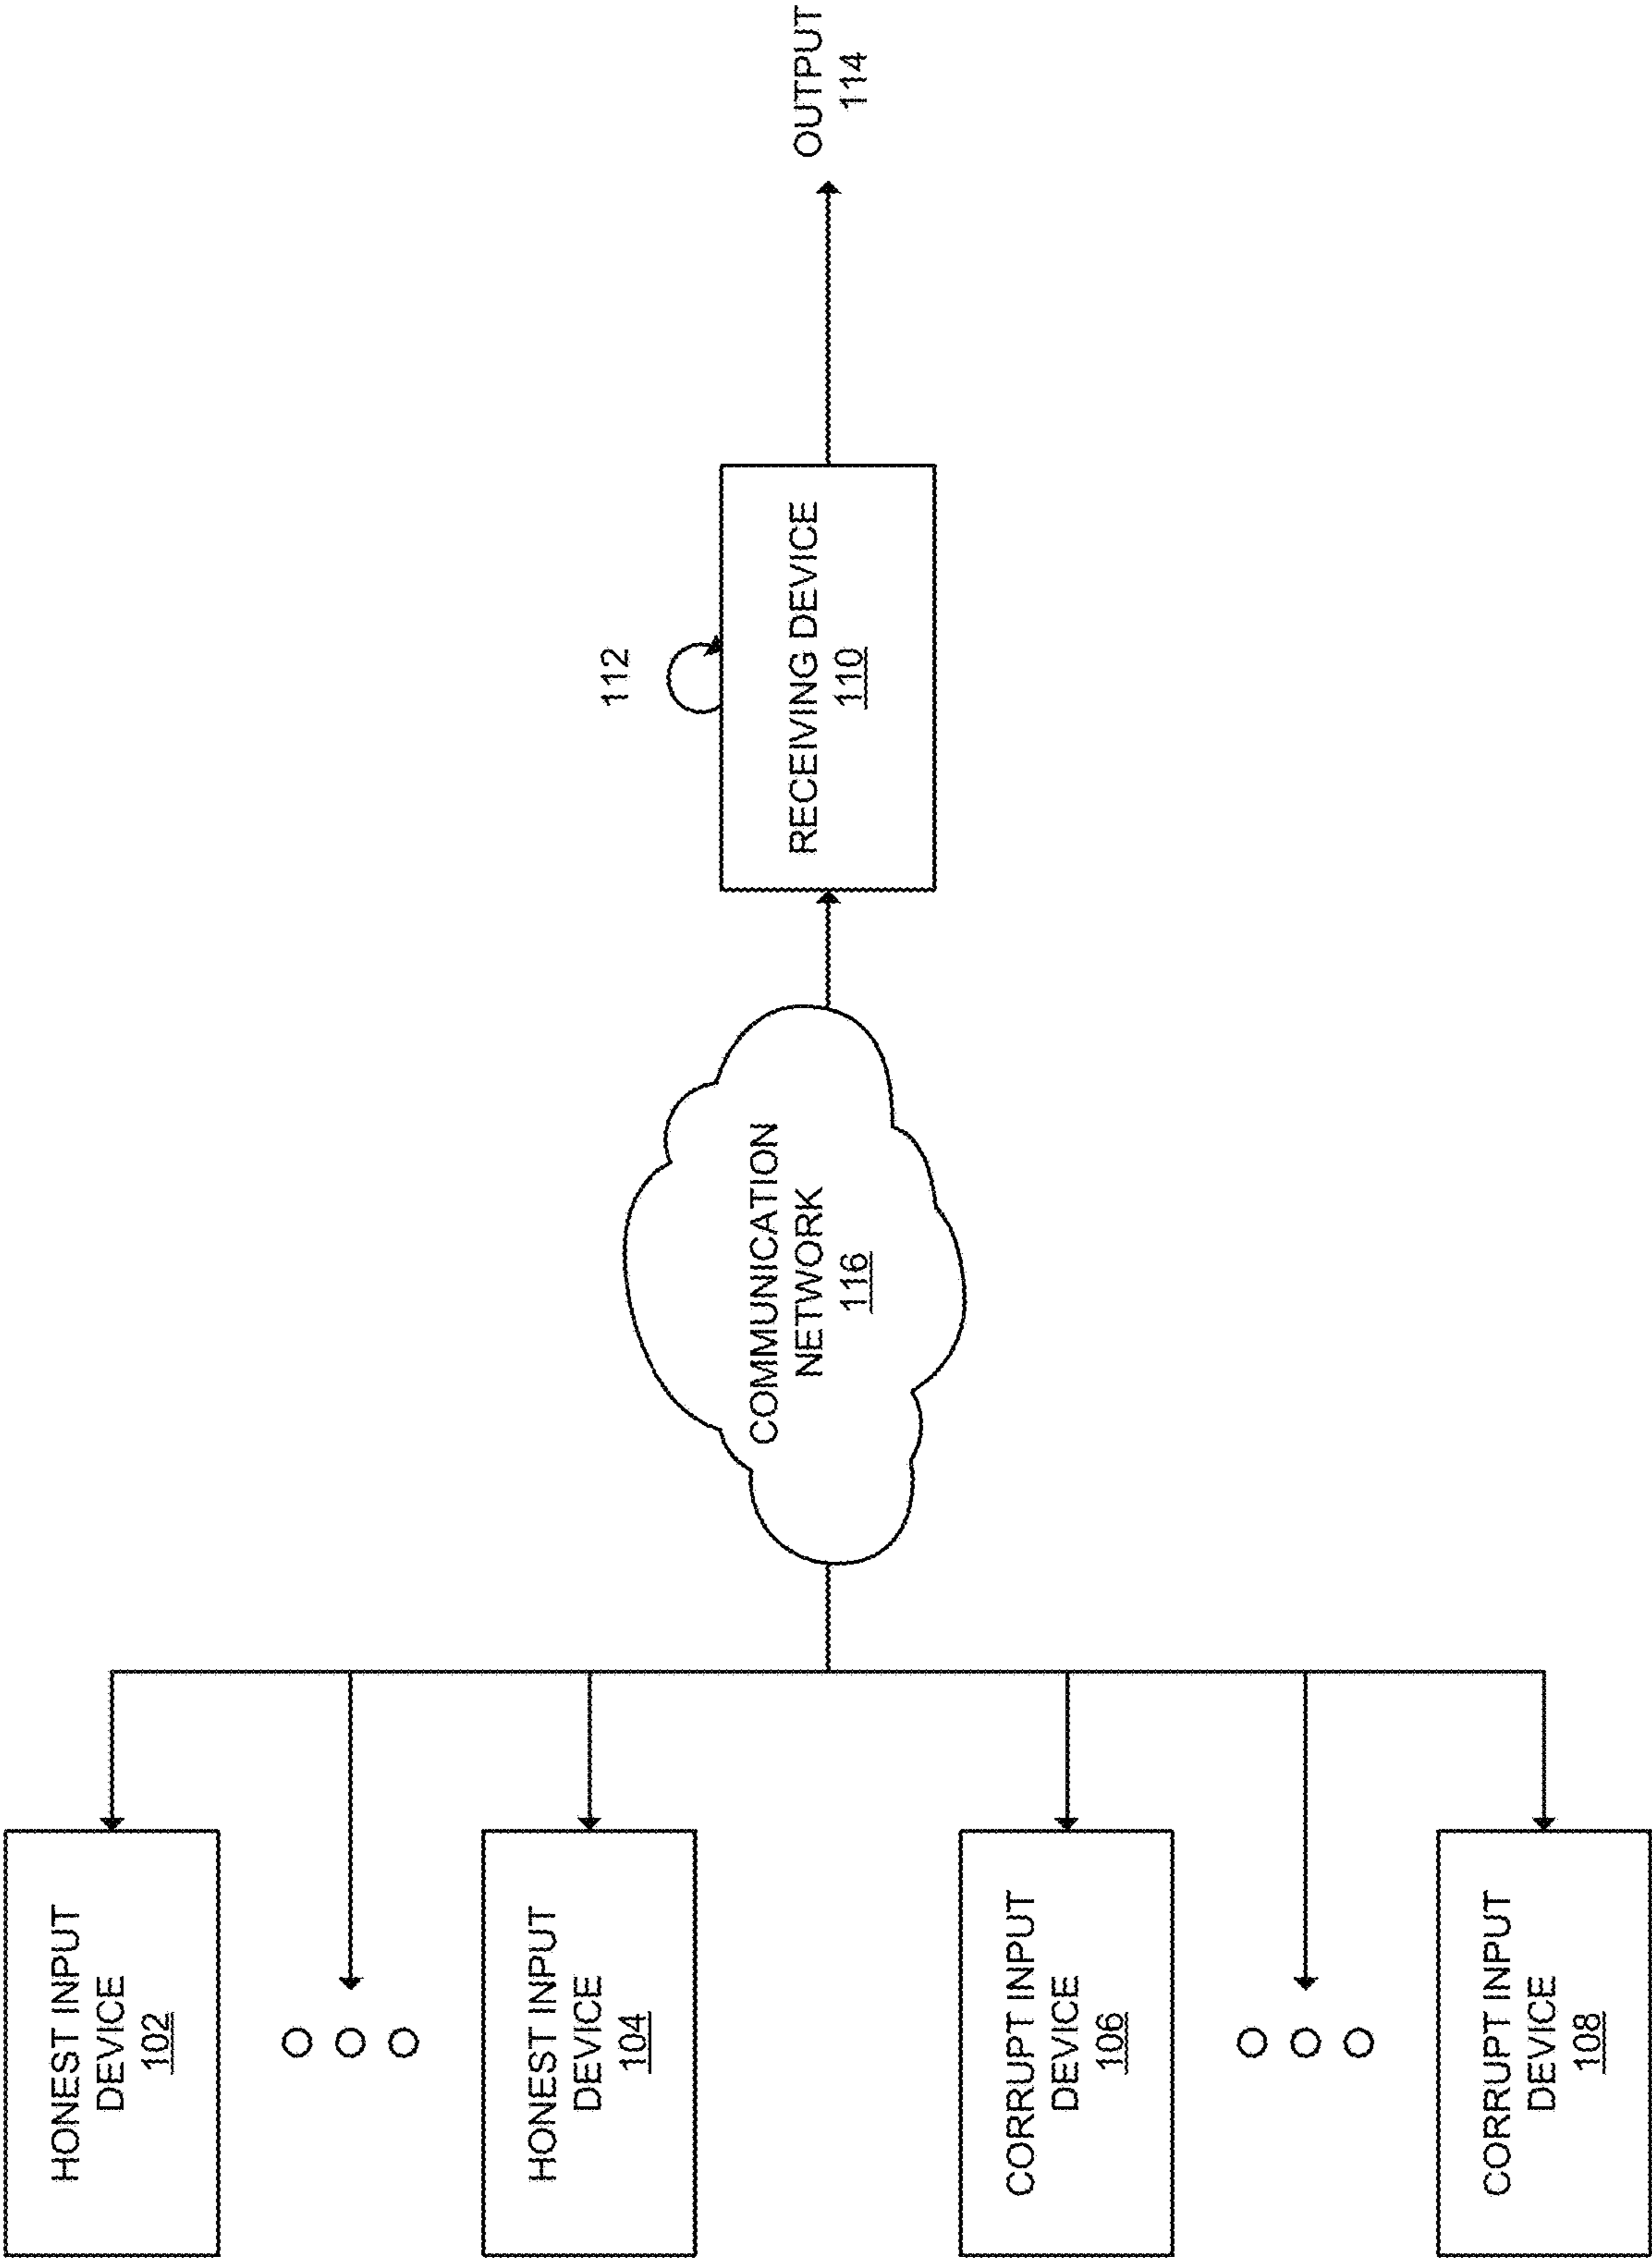 HONEST INPUT
DEVICE
102
HONEST INPUT
DEVICE
104
CORRUPT INPUT
DEVICE
106
CORRUPT INPUT
DEVICE
108
COMMUNICATION
NETWORK
116
112
RECEIVING DEVICE
110
OUTPUT
114